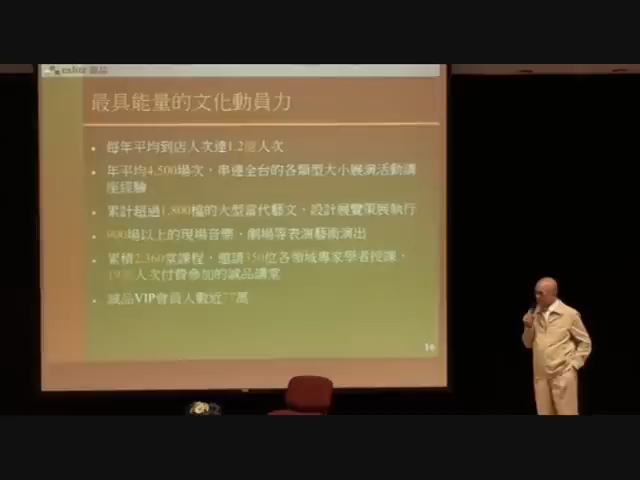 eslite 誠品
最具能量的文化動員力
每年平均到店人次達1.2億人次
年平均4,500場次，串連全台的各類型大小展演活動講
座經驗
累計超過1,800檔的大型當代藝文、設計展覽策展執行
900場以上的現場音樂、劇場等表演藝術演出
累積2,360堂課程，邀請350位各領域專家學者授課，
人次付費參加的誠品講堂
誠品VIP會員人數近 萬
16